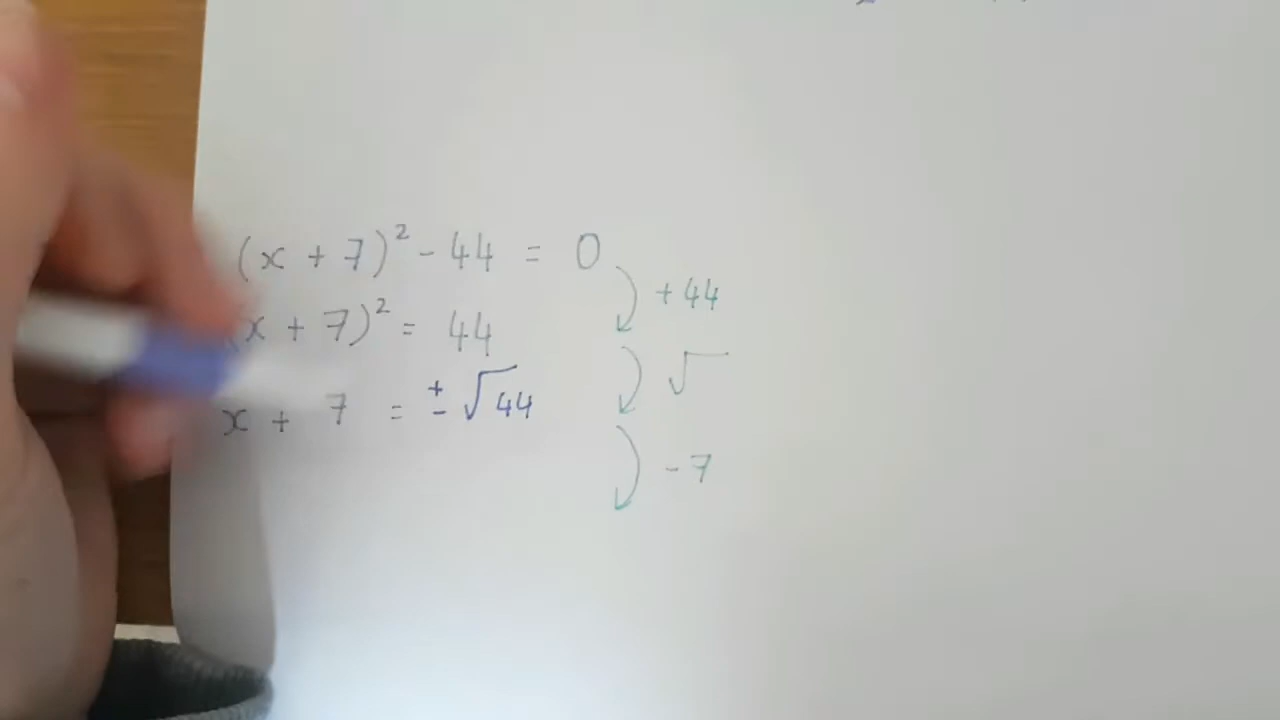 (x + 7)² - 44 = 0
+ 44
(x + 7)² = 44
√
x + 7 = ± √44
- 7